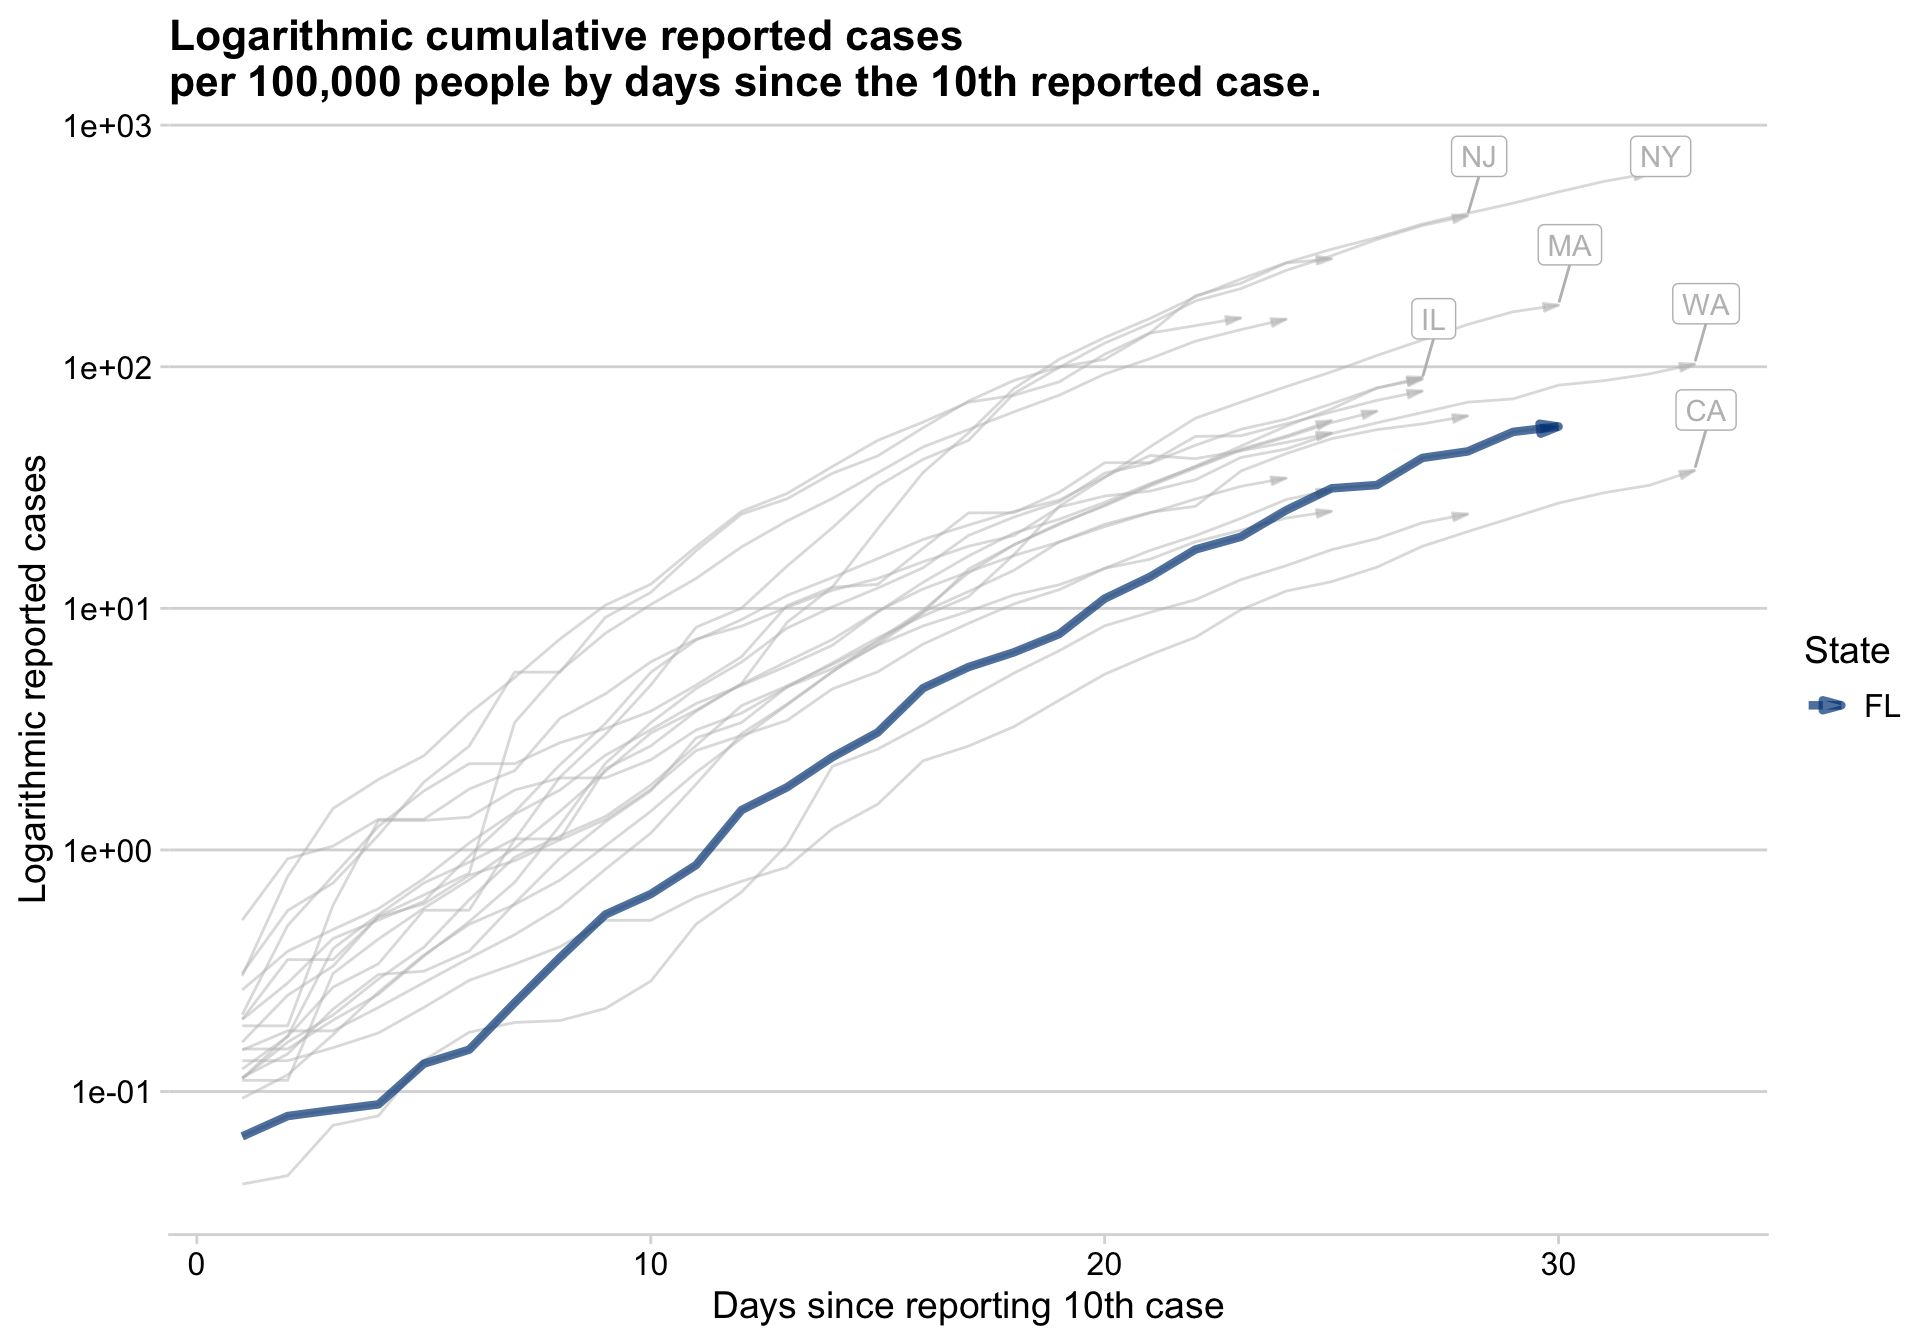 Logarithmic cumulative reported cases
per 100,000 people by days since the 10th reported case.
1e+03
1e+02
1e+01
1e+00
1e-01
Logarithmic reported cases
NJ
NY
MA
WA
IL
CA
State
FL
0
10
20
30
Days since reporting 10th case